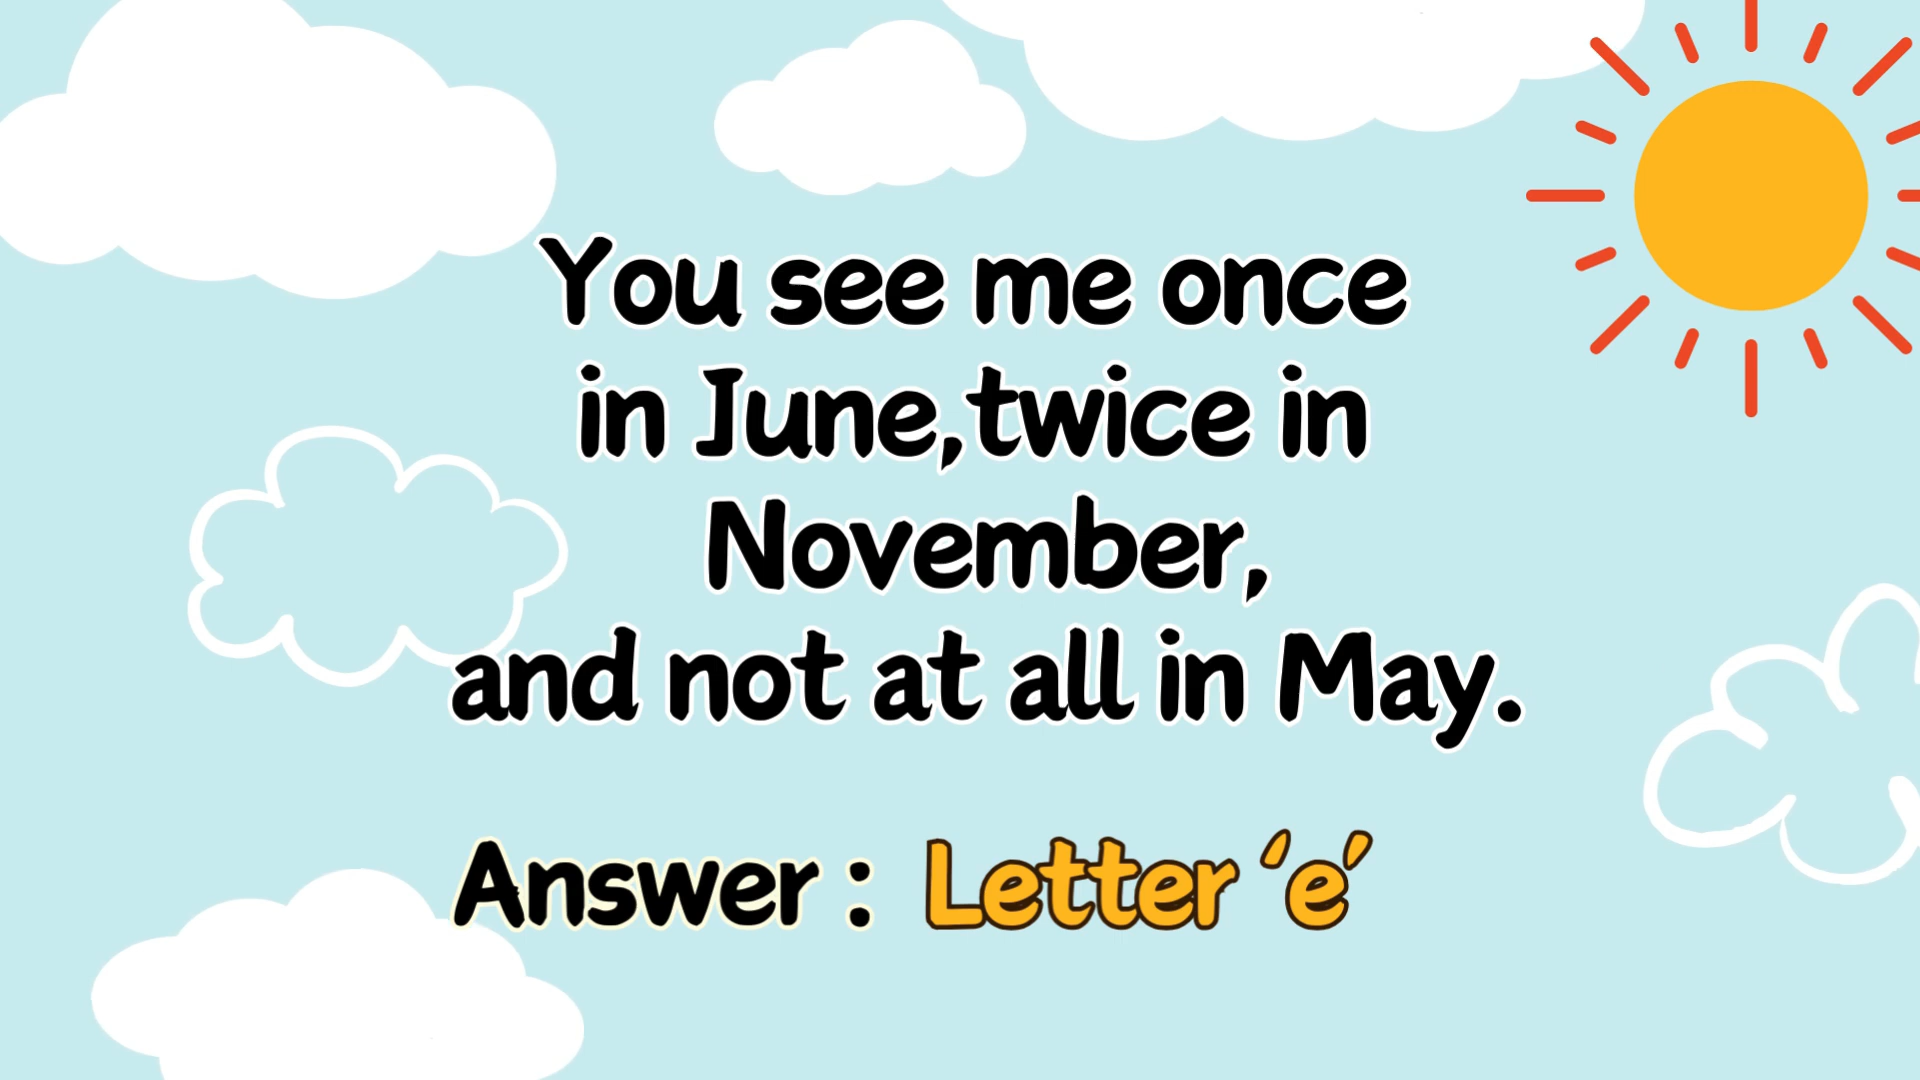 You see me once
in June,twice in
November,
and not at all in May.
Answer : Letter ‘e’